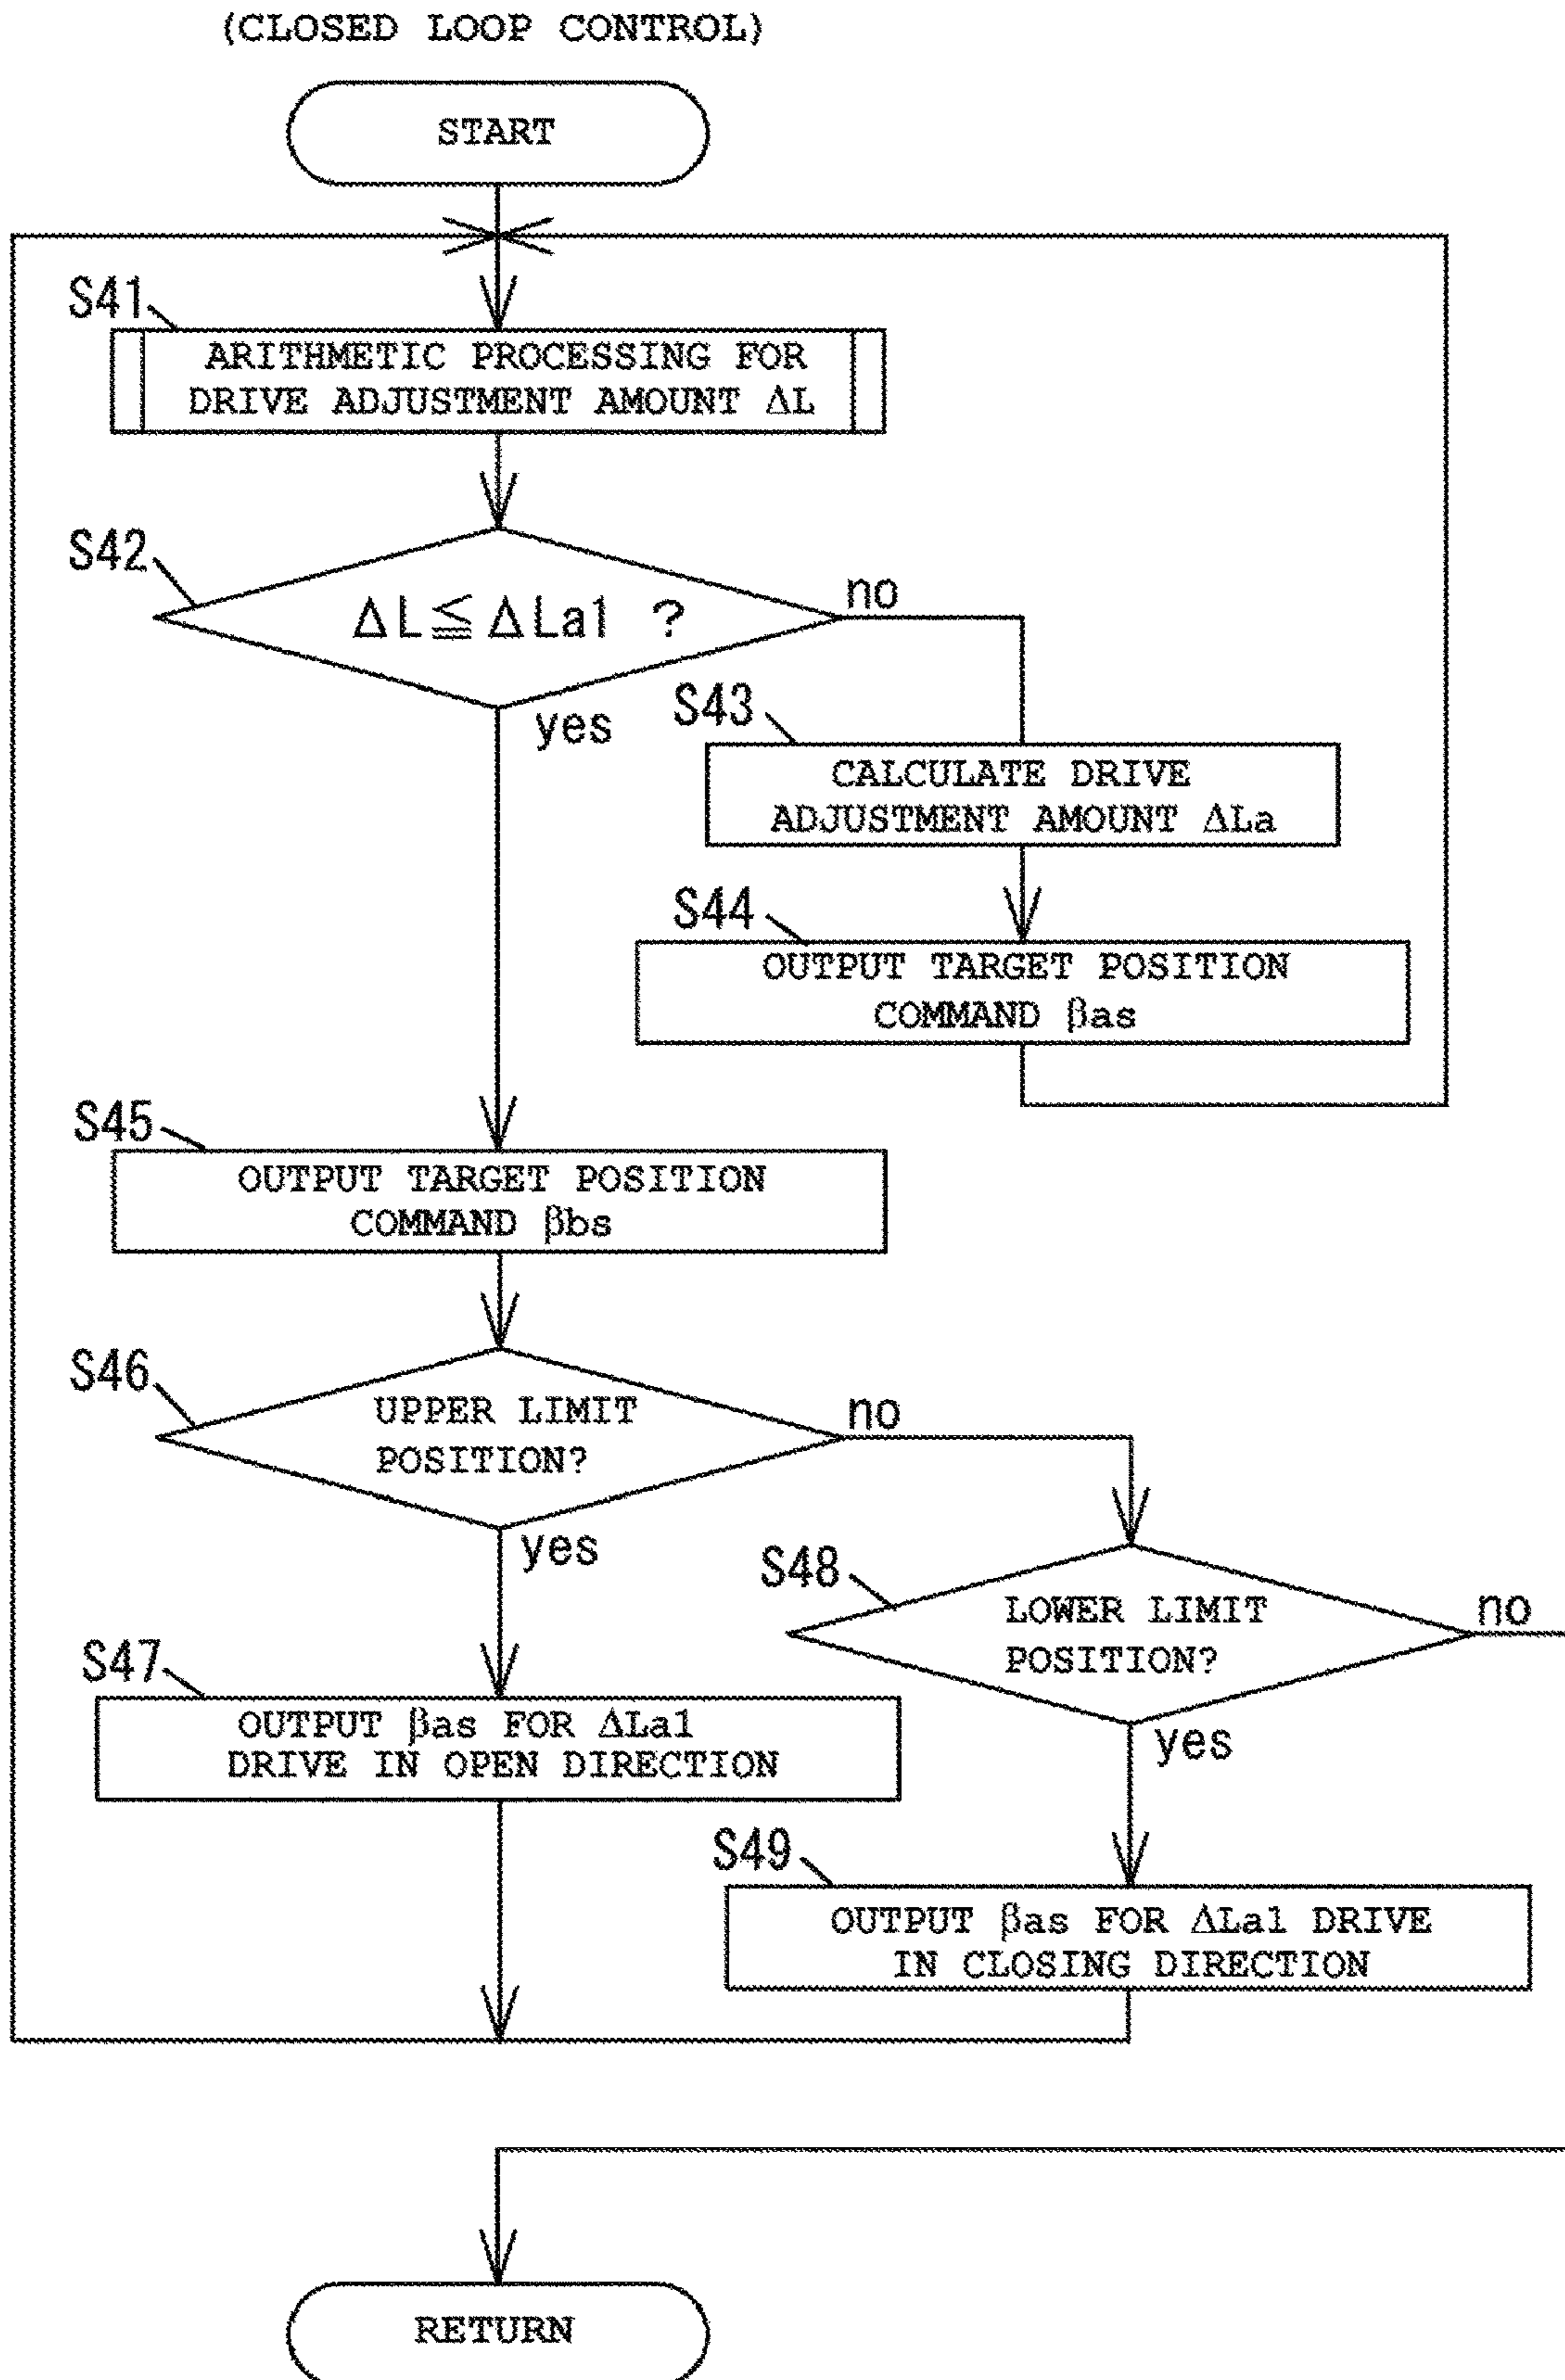 (CLOSED LOOP CONTROL)
START
S41
ARITHMETIC PROCESSING FOR
DRIVE ADJUSTMENT AMOUNT ΔL
S42
ΔL≦ΔLa1 ?
no
yes
S43
CALCULATE DRIVE
ADJUSTMENT AMOUNT ΔLa
S44
OUTPUT TARGET POSITION
COMMAND βas
S45
OUTPUT TARGET POSITION
COMMAND βbs
S46
UPPER LIMIT
POSITION?
no
yes
S48
LOWER LIMIT
POSITION?
no
yes
S47
OUTPUT βas FOR ΔLa1
DRIVE IN OPEN DIRECTION
S49
OUTPUT βas FOR ΔLa1 DRIVE
IN CLOSING DIRECTION
RETURN